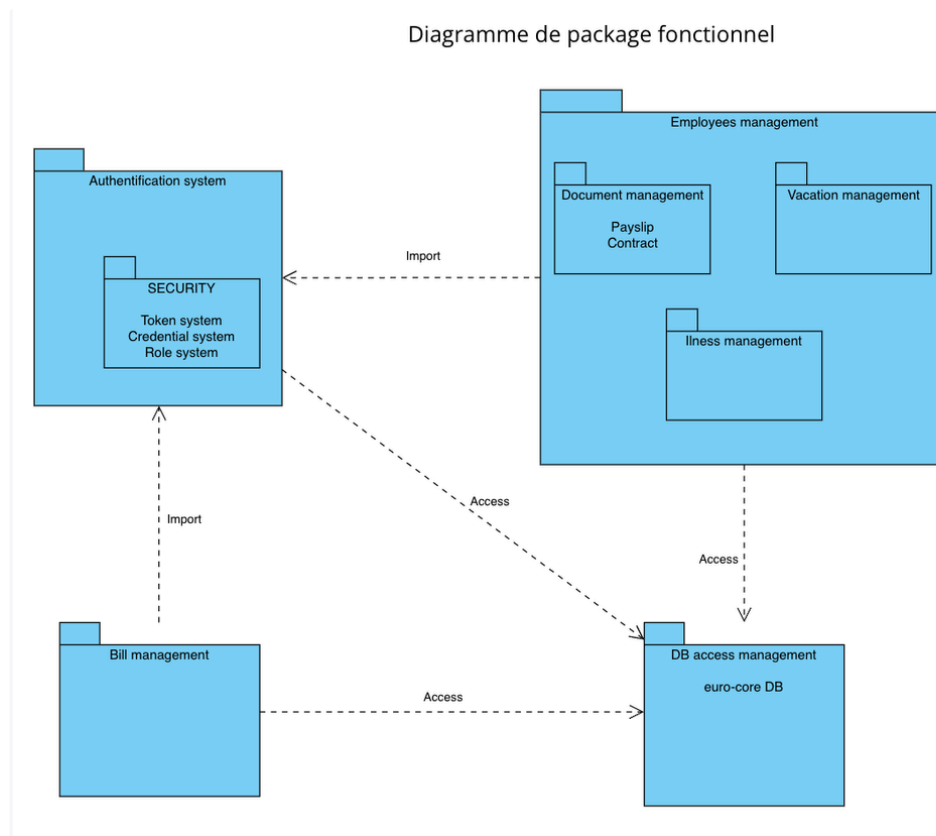 Diagramme de package fonctionnel
Employees management
Document management
Payslip
Contract
Vacation management
Ilness management
Authentification system
SECURITY
Token system
Credential system
Role system
Import
Access
Import
Access
Bill management
Access
DB access management
euro-core DB